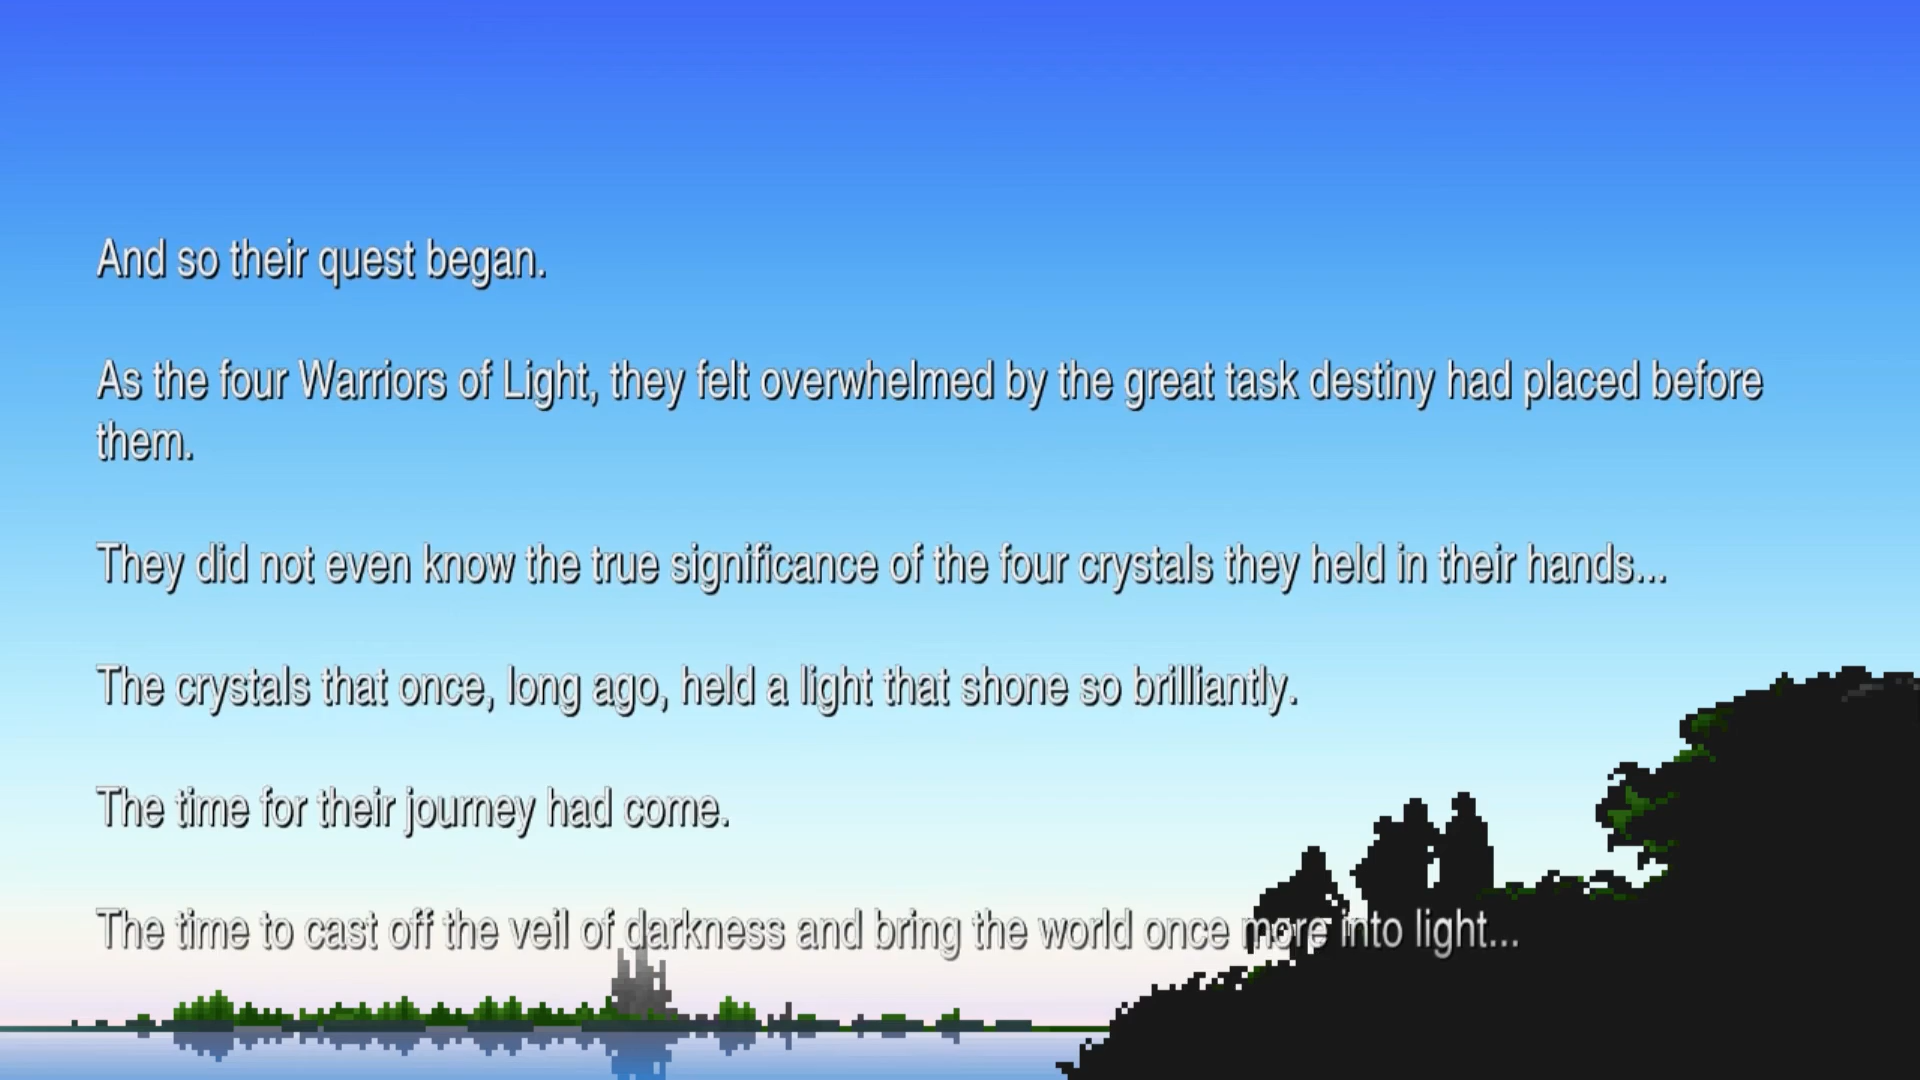 And so their quest began.
As the four Warriors of Light, they felt overwhelmed by the great task destiny had placed before
them.
They did not even know the true significance of the four crystals they held in their hands...
The crystals that once, long ago, held a light that shone so brilliantly.
The time for their journey had come.
The time to cast off the veil of darkness and bring the world once more into light...